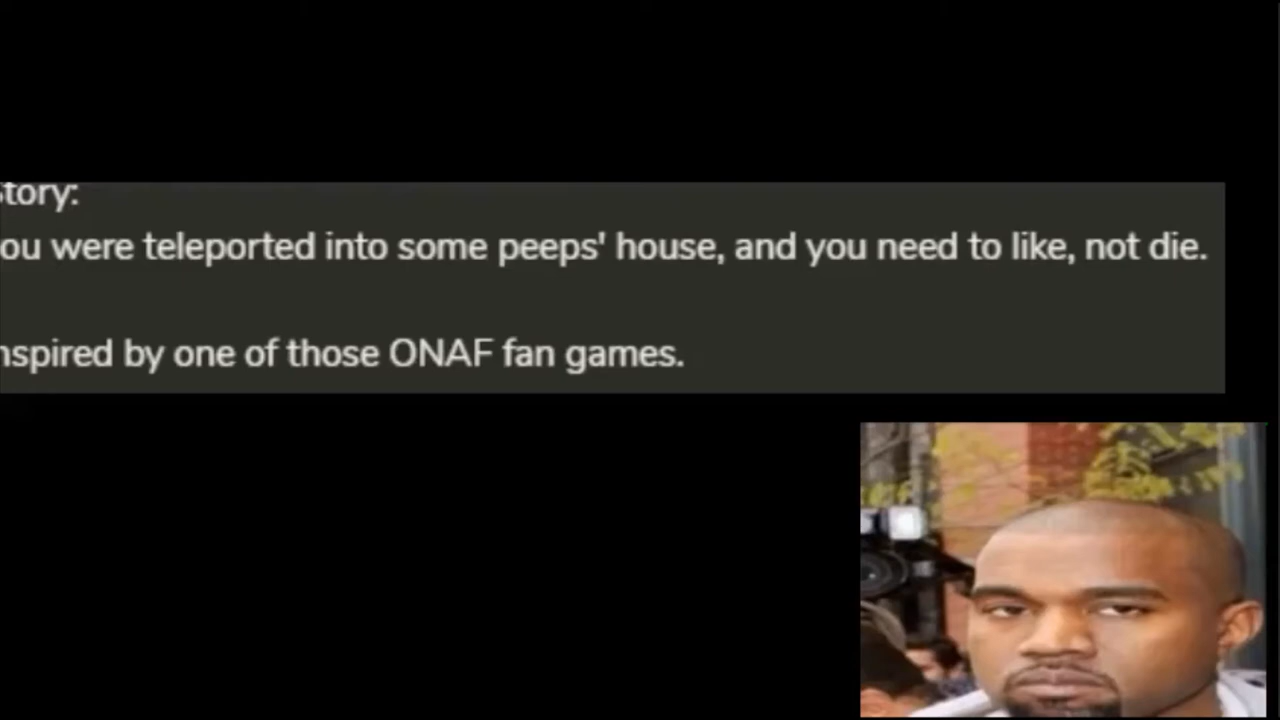 tory:
ou were teleported into some peeps' house, and you need to like, not die.
nspired by one of those ONAF fan games.